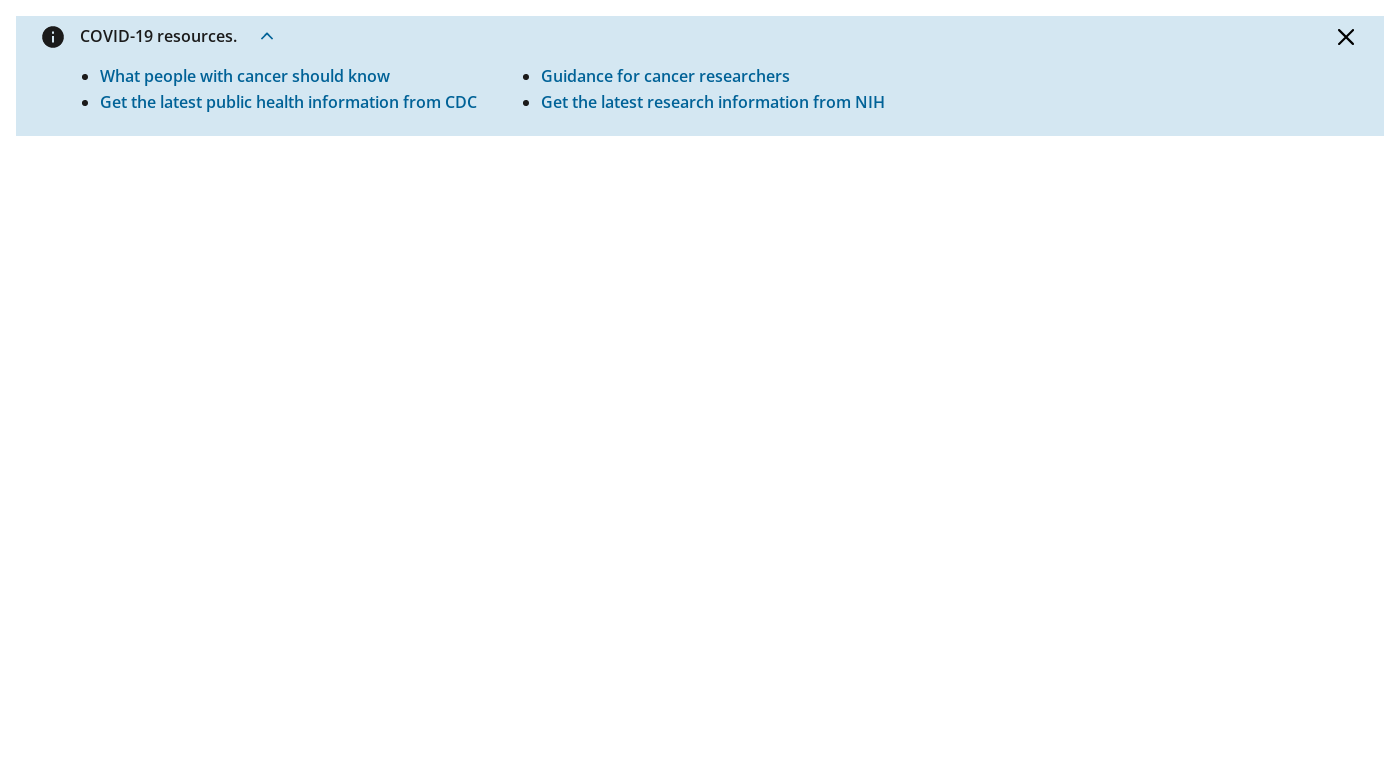 COVID-19 resources.
What people with cancer should know
Get the latest public health information from CDC
Guidance for cancer researchers
Get the latest research information from NIH